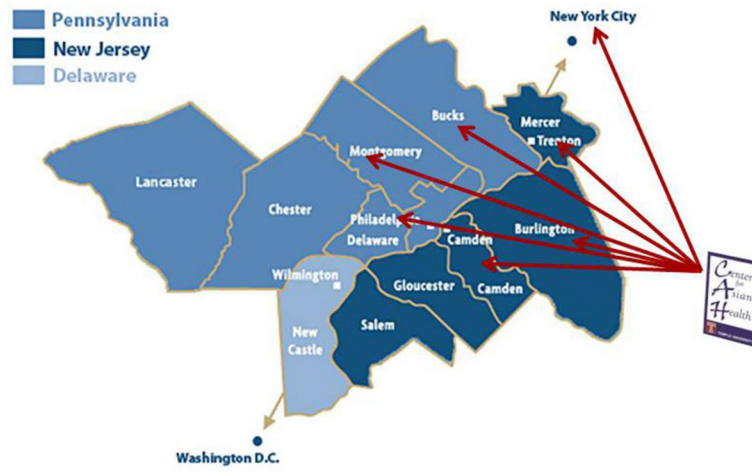 Pennsylvania
New Jersey
Delaware
New York City
Mercer
Trenton
Bucks
Montgomery
Lancaster
Chester
Philadelp
Delaware
Camden
Burlington
Wilmington
Gloucester
Camden
New
Castle
Salem
Washington D.C.
Center
for
Asian
Health
T